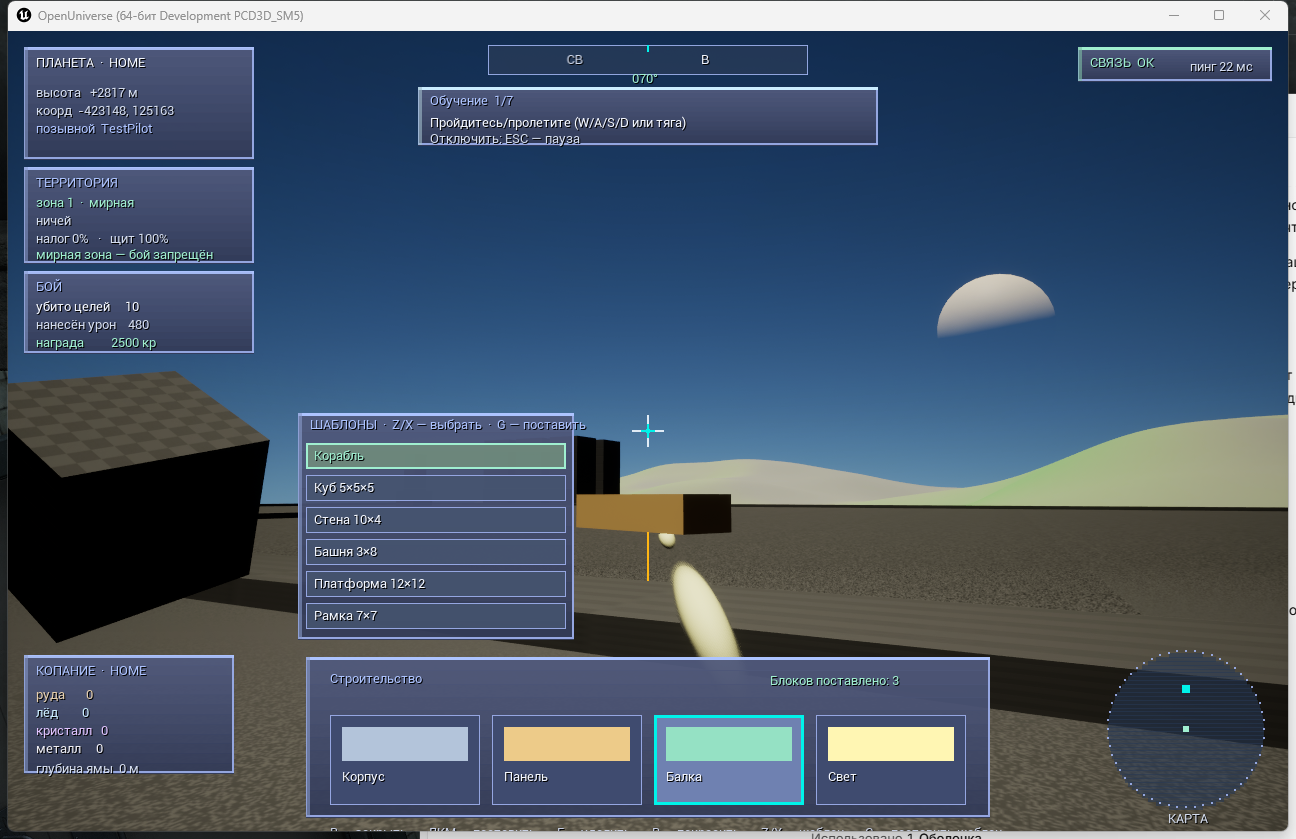 OpenUniverse (64-бит Development PCD3D_SM5)
ПЛАНЕТА · HOME
высота +2817 м
коорд -423148, 125163
позывной TestPilot
СВ В
070°
СВЯЗЬ ОК пинг 22 мс
Обучение 1/7
Пройдитесь/пролетите (W/A/S/D или тяга)
Отключить: ESC — пауза
ТЕРРИТОРИЯ
зона 1 · мирная
ничей
налог 0% · щит 100%
мирная зона — бой запрещён
БОЙ
убито целей 10
нанесён урон 480
награда 2500 кр
ШАБЛОНЫ · Z/X — выбрать · G — поставить
Корабль
Куб 5×5×5
Стена 10×4
Башня 3×8
Платформа 12×12
Рамка 7×7
КОПАНИЕ · HOME
руда 0
лёд 0
кристалл 0
металл 0
глубина ямы 0 м
Строительство
Блоков поставлено: 3
Корпус
Панель
Балка
Свет
КАРТА
Использовано 1 Оболочка